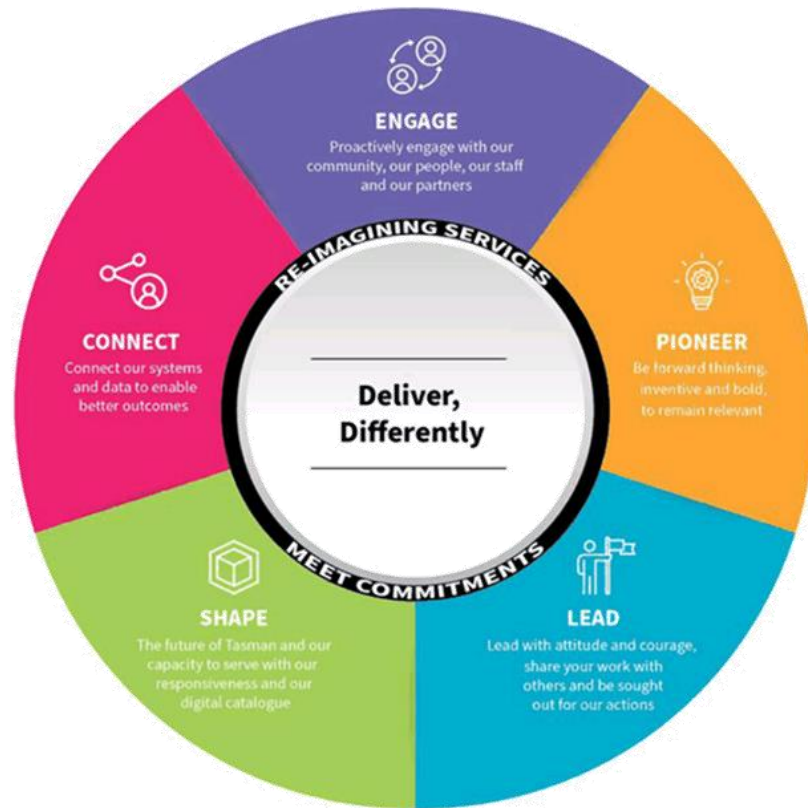 ENGAGE
Proactively engage with our
community, our people, our staff
and our partners
RE-IMAGINING SERVICES
CONNECT
Connect our systems
and data to enable
better outcomes
PIONEER
Be forward thinking,
inventive and bold,
to remain relevant
Deliver,
Differently
MEET COMMITMENTS
SHAPE
The future of Tasman and our
capacity to serve with our
responsiveness and our
digital catalogue
LEAD
Lead with attitude and courage,
share your work with
others and be sought
out for our actions